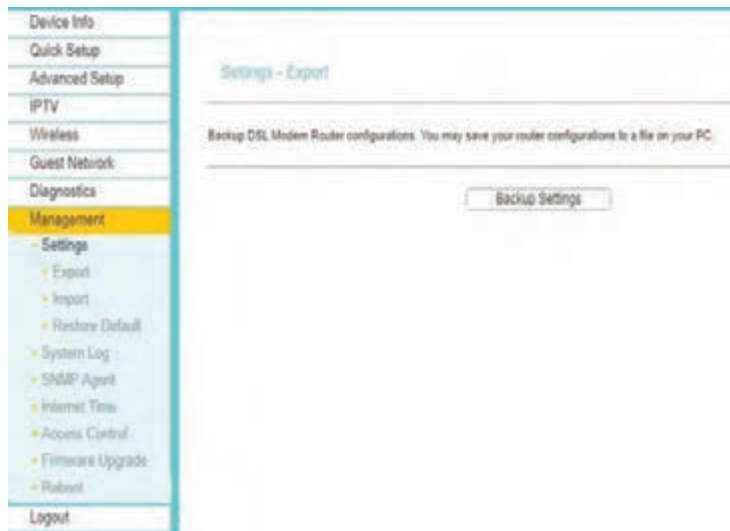 Device Info
Quick Setup
Advanced Setup
IPTV
Wireless
Guest Network
Diagnostics
Management
Settings
Export
Import
Restore Default
System Log
SNMP Agent
Internet Time
Access Control
Firmware Upgrade
Reboot
Logout
Settings - Export
Backup DSL Modem Router configurations. You may save your router configurations to a file on your PC.
Backup Settings